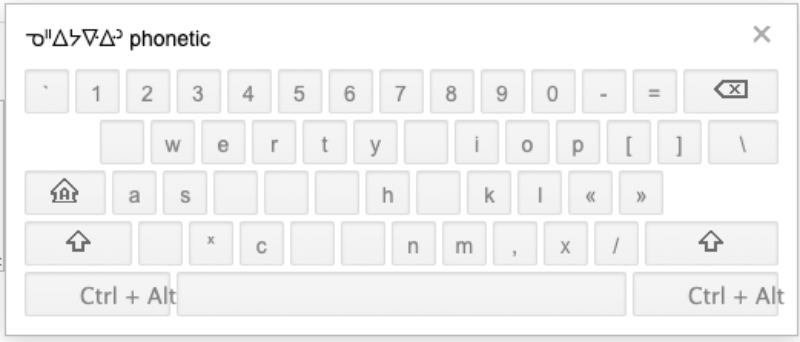 ᓀᐦᐃᔭᐍᐏᐣ phonetic
` 1 2 3 4 5 6 7 8 9 0 - =
w e r t y i o p [ ] \
a s h k l « »
ˣ c n m , x /
Ctrl + Alt Ctrl + Alt